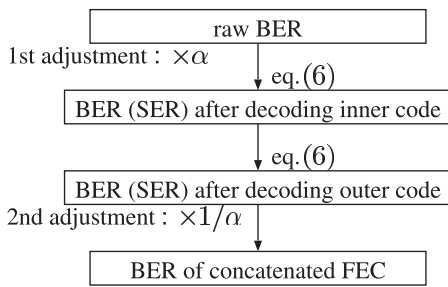 raw BER
1st adjustment : ×α
eq.(6)
BER (SER) after decoding inner code
eq.(6)
BER (SER) after decoding outer code
2nd adjustment : ×1/α
BER of concatenated FEC